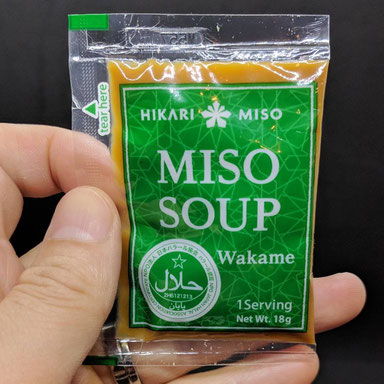 tear here
HIKARI MISO
MISO
SOUP
Wakame
حلال
1Serving
Net Wt. 18g